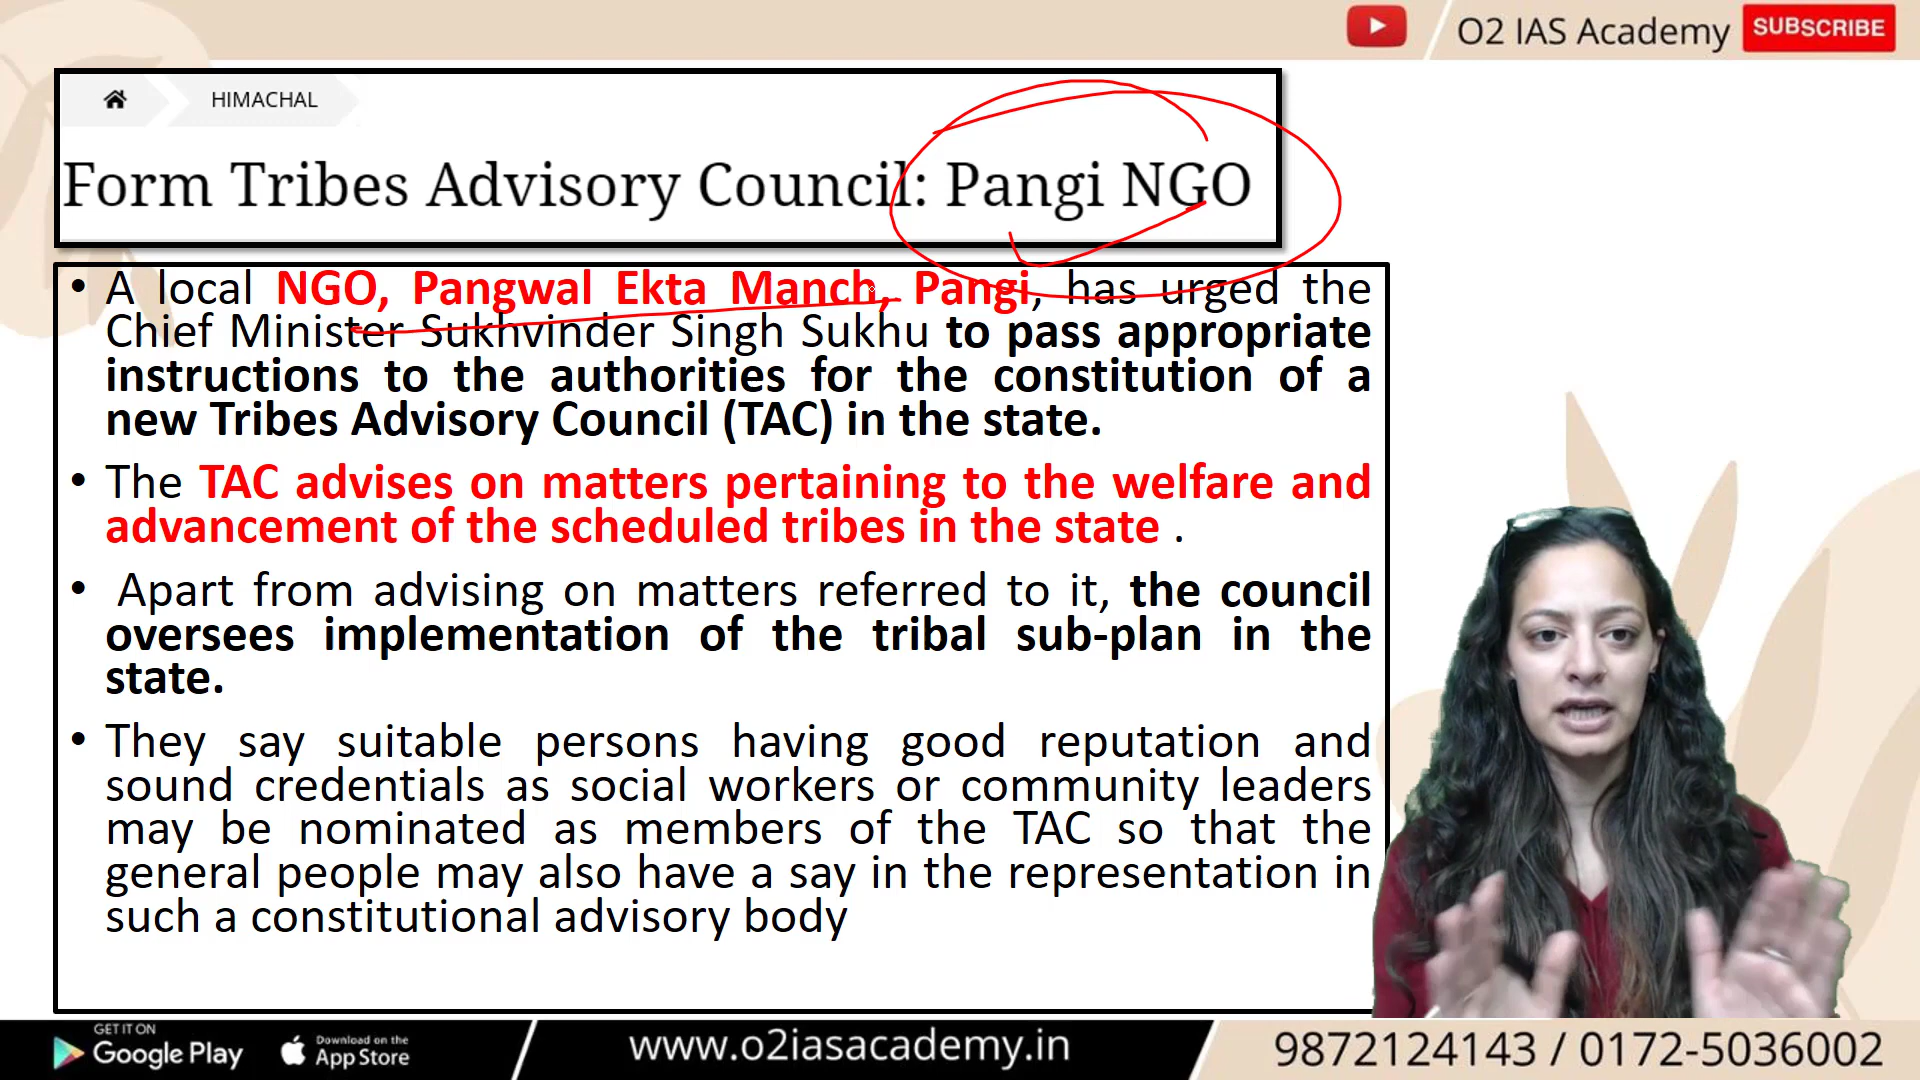 O2 IAS Academy SUBSCRIBE
HIMACHAL
Form Tribes Advisory Council: Pangi NGO
• A local NGO, Pangwal Ekta Manch, Pangi, has urged the
Chief Minister Sukhvinder Singh Sukhu to pass appropriate
instructions to the authorities for the constitution of a
new Tribes Advisory Council (TAC) in the state.
• The TAC advises on matters pertaining to the welfare and
advancement of the scheduled tribes in the state .
• Apart from advising on matters referred to it, the council
oversees implementation of the tribal sub-plan in the
state.
• They say suitable persons having good reputation and
sound credentials as social workers or community leaders
may be nominated as members of the TAC so that the
general people may also have a say in the representation in
such a constitutional advisory body
GET IT ON
Google Play
Download on the
App Store
www.o2iasacademy.in
9872124143 / 0172-5036002